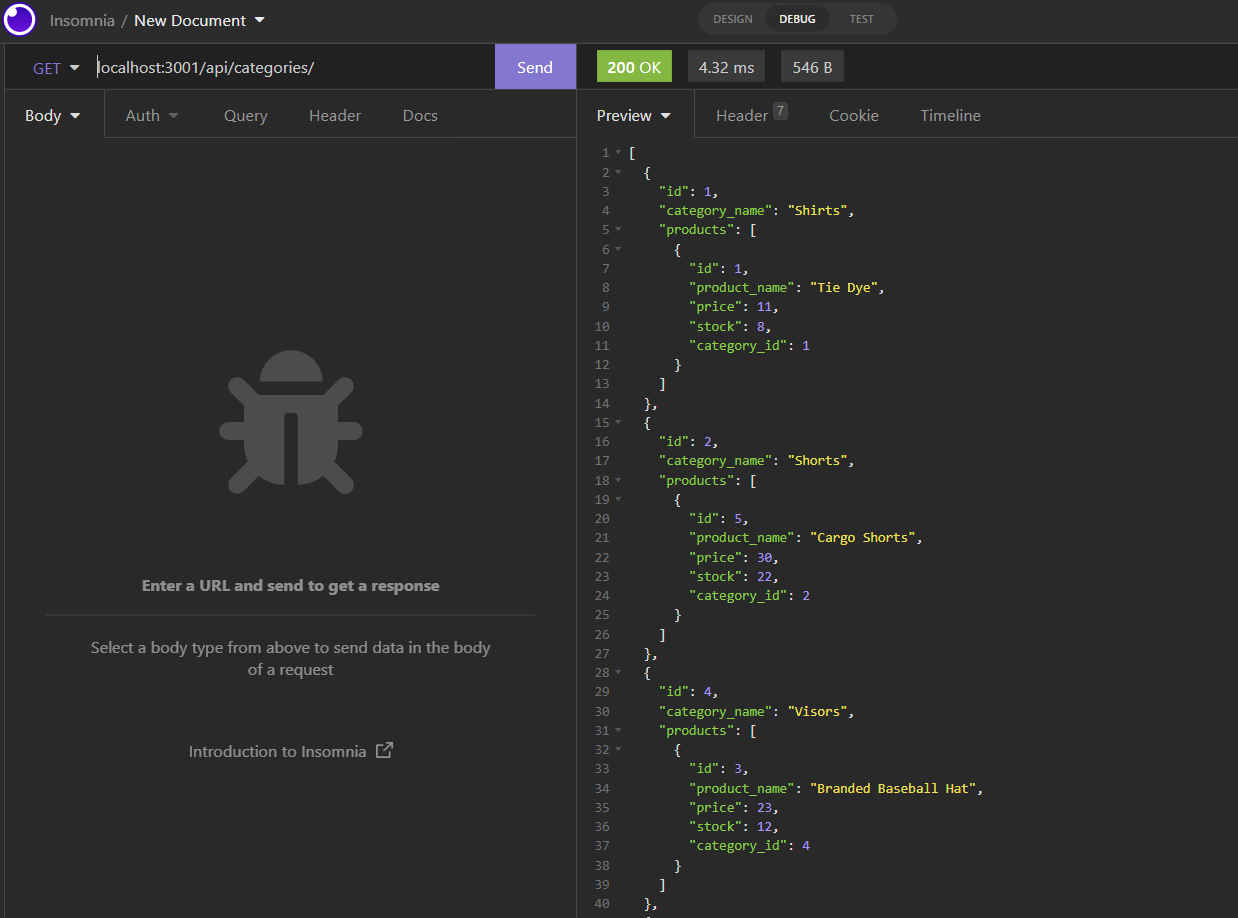 Insomnia / New Document
DESIGN DEBUG TEST
GET localhost:3001/api/categories/ Send
200 OK 4.32 ms 546 B
Body Auth Query Header Docs
Preview Header 7 Cookie Timeline
Enter a URL and send to get a response
Select a body type from above to send data in the body
of a request
Introduction to Insomnia
1 [
2 {
3 "id": 1,
4 "category_name": "Shirts",
5 "products": [
6 {
7 "id": 1,
8 "product_name": "Tie Dye",
9 "price": 11,
10 "stock": 8,
11 "category_id": 1
12 }
13 ]
14 },
15 {
16 "id": 2,
17 "category_name": "Shorts",
18 "products": [
19 {
20 "id": 5,
21 "product_name": "Cargo Shorts",
22 "price": 30,
23 "stock": 22,
24 "category_id": 2
25 }
26 ]
27 },
28 {
29 "id": 4,
30 "category_name": "Visors",
31 "products": [
32 {
33 "id": 3,
34 "product_name": "Branded Baseball Hat",
35 "price": 23,
36 "stock": 12,
37 "category_id": 4
38 }
39 ]
40 },